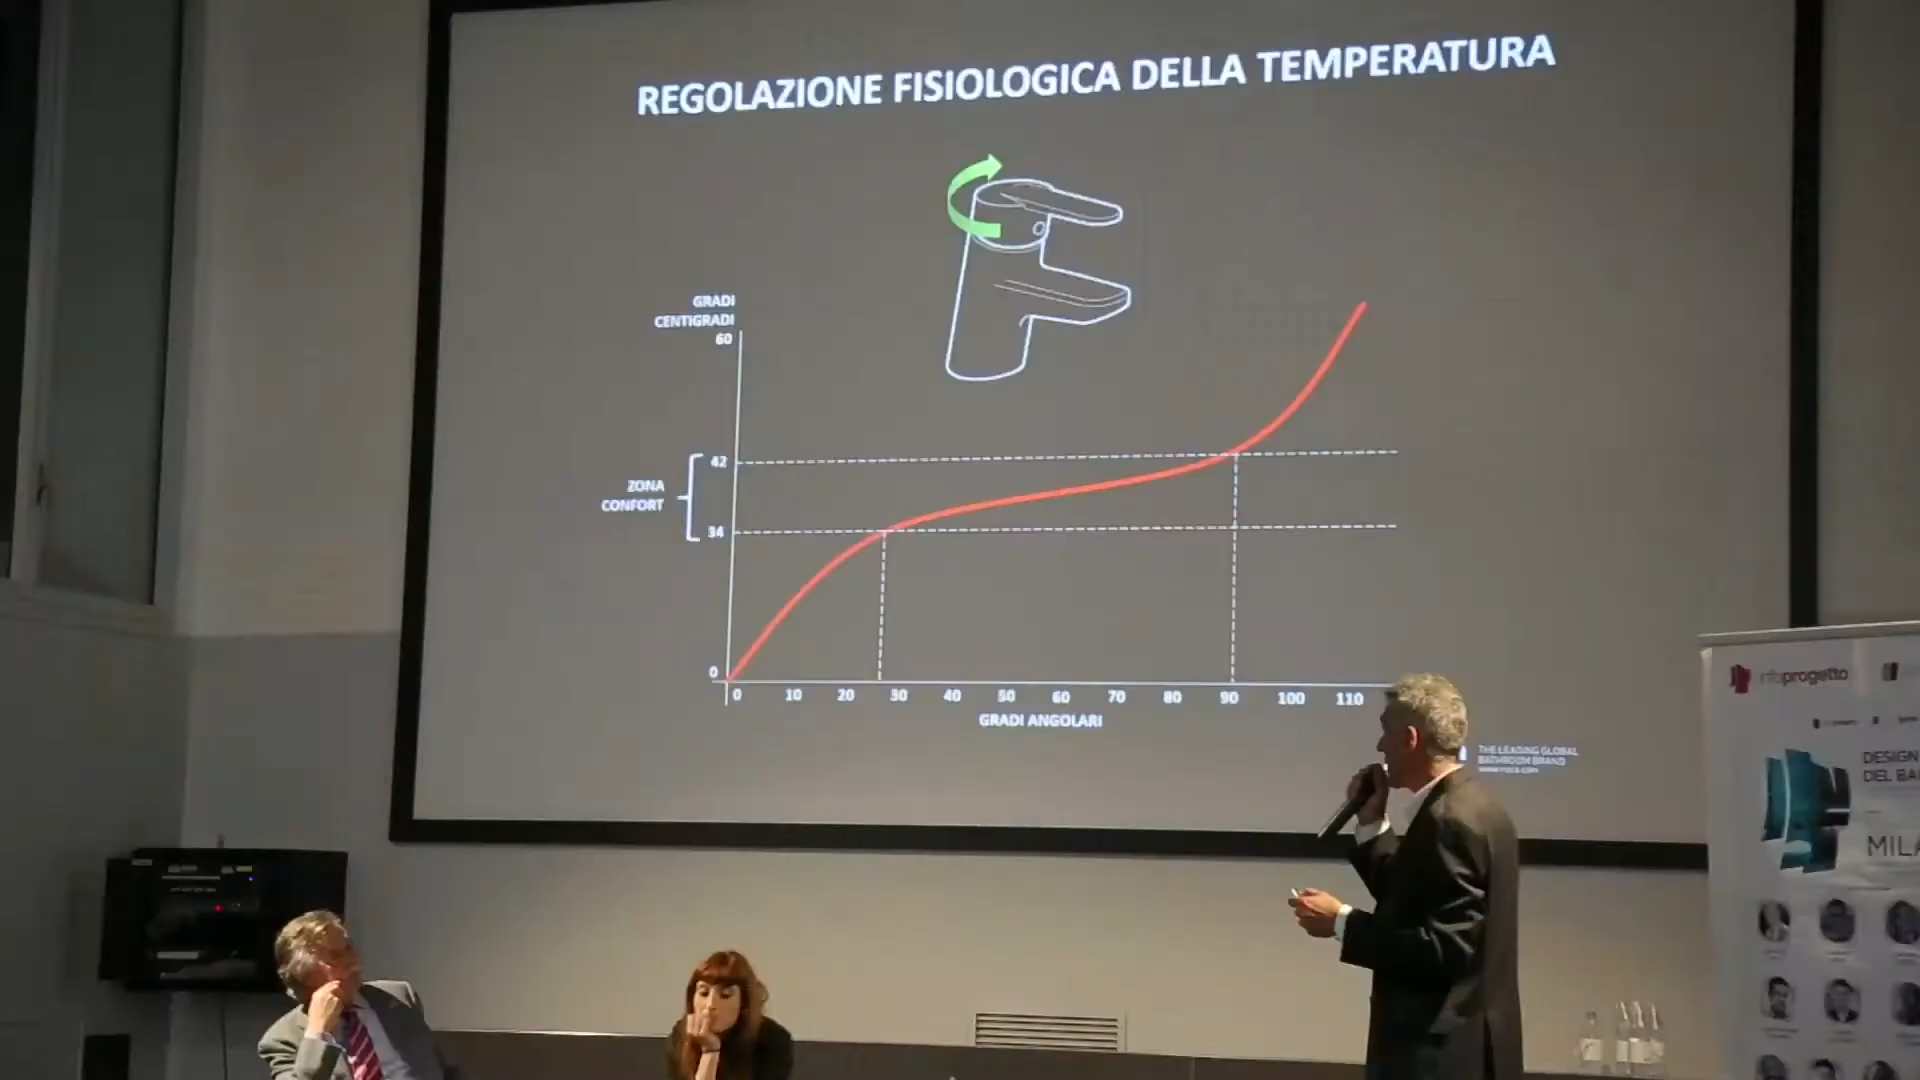 REGOLAZIONE FISIOLOGICA DELLA TEMPERATURA
GRADI
CENTIGRADI
60
42
ZONA
CONFORT
34
0
0 10 20 30 40 50 60 70 80 90 100 110
GRADI ANGOLARI
THE LEADING GLOBAL
BATHROOM BRAND
infoprogetto
DESIGN
DEL BA
MILA